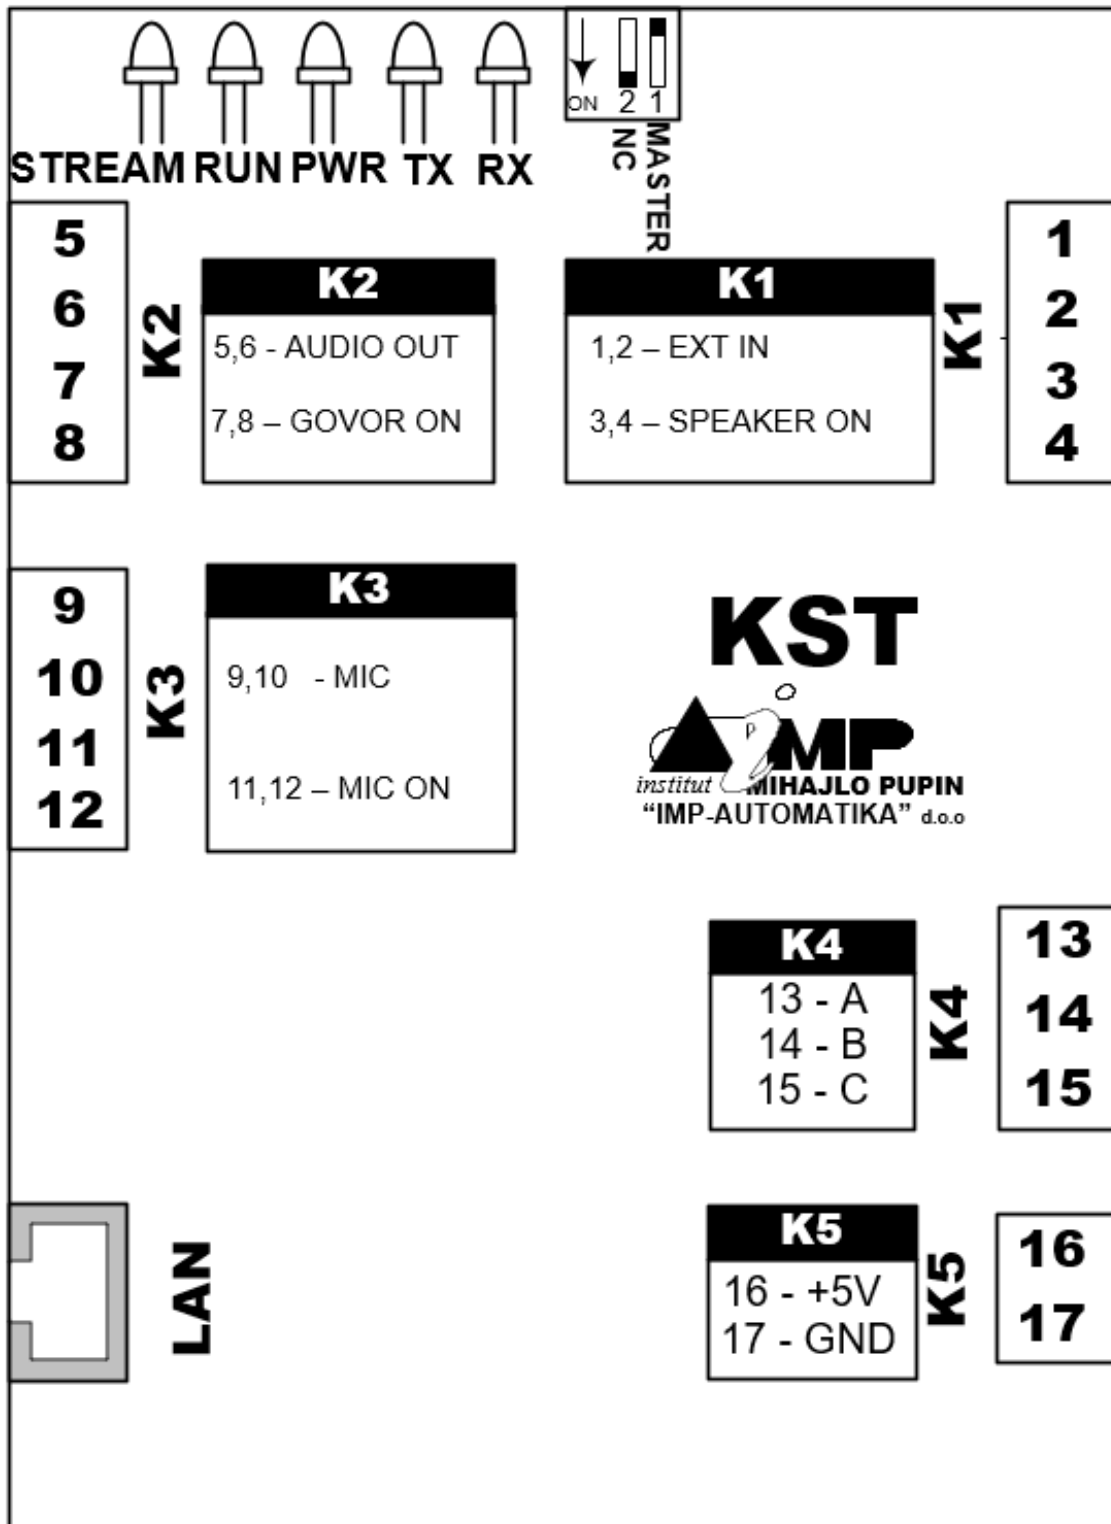 STREAM RUN PWR TX RX
ON 2 1
NC
MASTER
5
6
7
8
K2
K2
5,6 - AUDIO OUT
7,8 – GOVOR ON
K1
1,2 – EXT IN
3,4 – SPEAKER ON
K1
1
2
3
4
9
10
11
12
K3
K3
9,10 - MIC
11,12 – MIC ON
KST
iMP
institut MIHAJLO PUPIN
“IMP-AUTOMATIKA” d.o.o
K4
13 - A
14 - B
15 - C
K4
13
14
15
LAN
K5
16 - +5V
17 - GND
K5
16
17